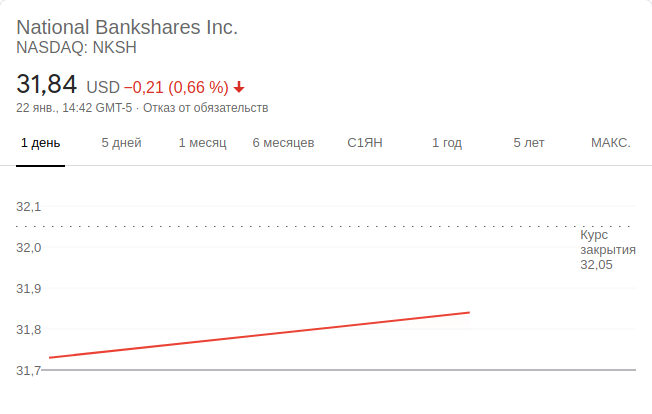 National Bankshares Inc.
NASDAQ: NKSH
31,84 USD −0,21 (0,66 %)
22 янв., 14:42 GMT-5 · Отказ от обязательств
1 день 5 дней 1 месяц 6 месяцев С1ЯН 1 год 5 лет МАКС.
32,1
Курс
закрытия
32,05
32,0
31,9
31,8
31,7